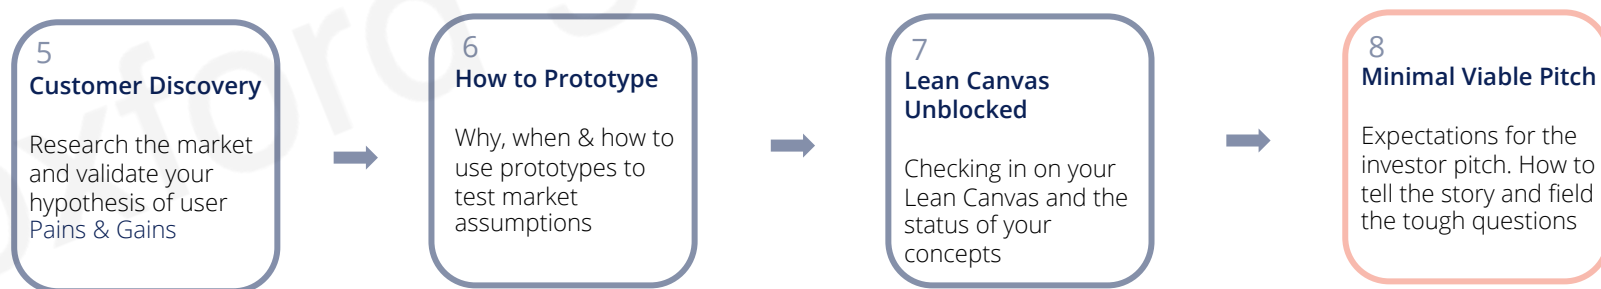 5
Customer Discovery
Research the market
and validate your
hypothesis of user
Pains & Gains
6
How to Prototype
Why, when & how to
use prototypes to
test market
assumptions
7
Lean Canvas
Unblocked
Checking in on your
Lean Canvas and the
status of your
concepts
8
Minimal Viable Pitch
Expectations for the
investor pitch. How to
tell the story and field
the tough questions
oxford